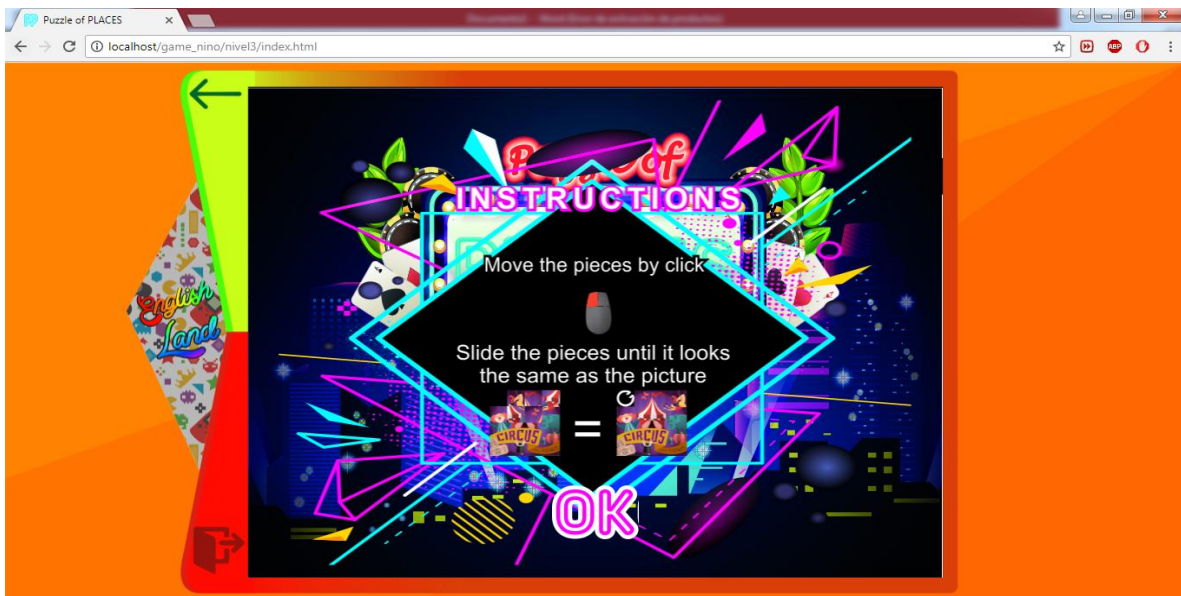 Puzzle of PLACES
localhost/game_nino/nivel3/index.html
ABP
of
INSTRUCTIONS
Move the pieces by click
Slide the pieces until it looks
the same as the picture
CIRCUS
=
CIRCUS
OK
English
Land